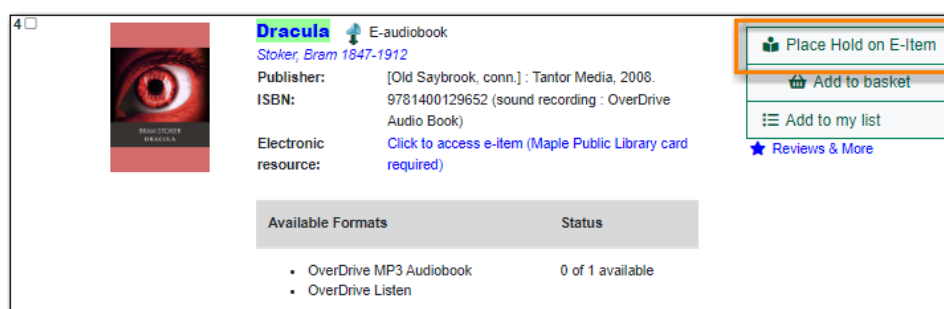 4
Dracula E-audiobook
Stoker, Bram 1847-1912
Publisher: [Old Saybrook, conn.] : Tantor Media, 2008.
ISBN: 9781400129652 (sound recording : OverDrive
Audio Book)
Electronic Click to access e-item (Maple Public Library card
resource: required)
Available Formats Status
• OverDrive MP3 Audiobook 0 of 1 available
• OverDrive Listen
BRAM STOKER
DRACULA
Place Hold on E-Item
Add to basket
Add to my list
Reviews & More